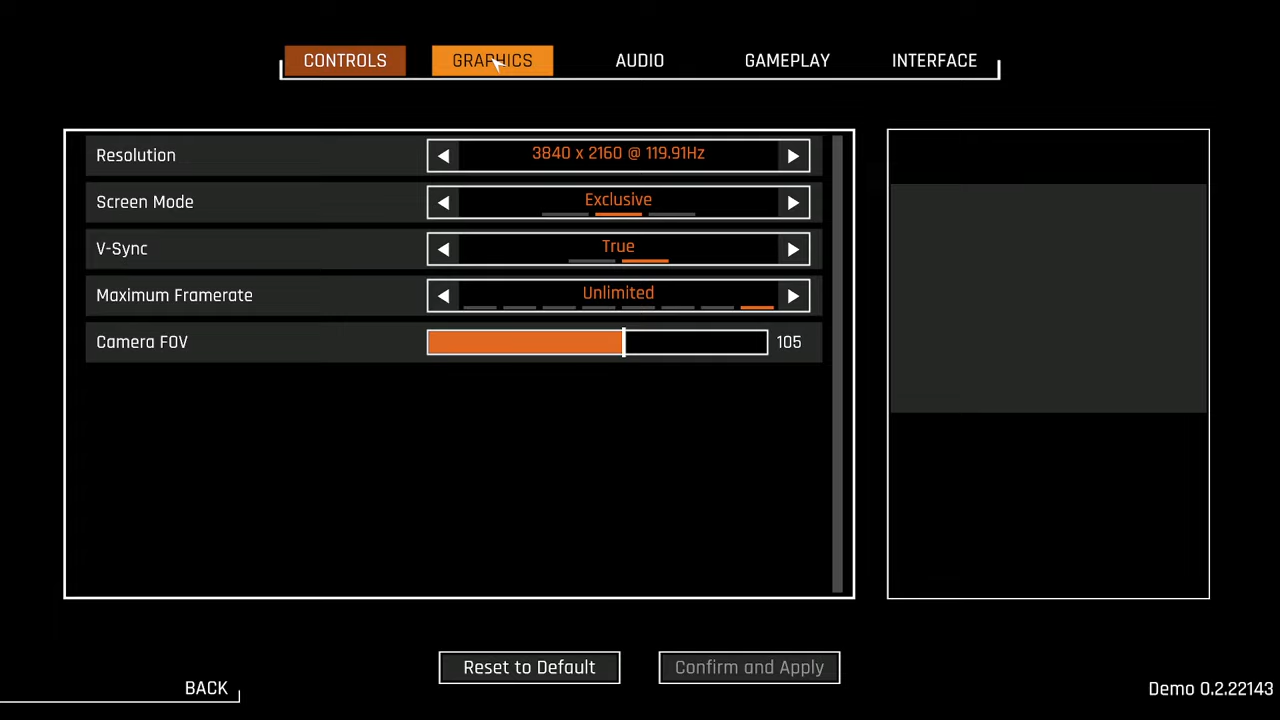 CONTROLS GRAPHICS AUDIO GAMEPLAY INTERFACE
Resolution 3840 x 2160 @ 119.91Hz
Screen Mode Exclusive
V-Sync True
Maximum Framerate Unlimited
Camera FOV 105
Reset to Default Confirm and Apply
BACK Demo 0.2.22143